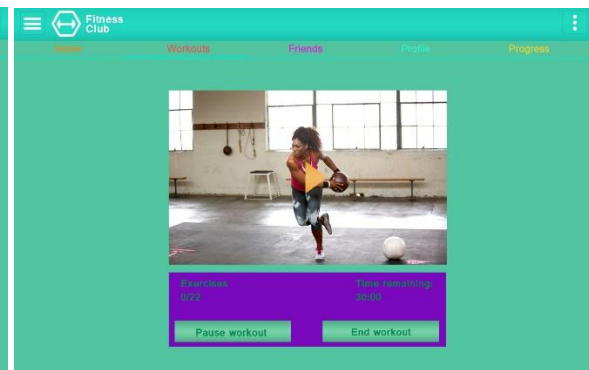 Fitness
Club
Home Workouts Friends Profile Progress
Exercises Time remaining:
0/22 30:00
Pause workout End workout